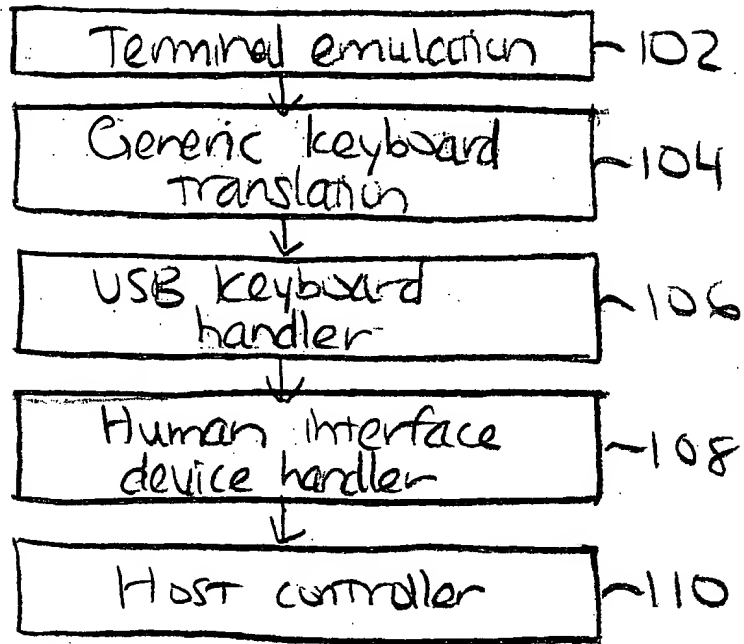 Terminal emulation 102
Generic keyboard 104
translation
USB keyboard 106
handler
Human interface 108
device handler
Host controller 110